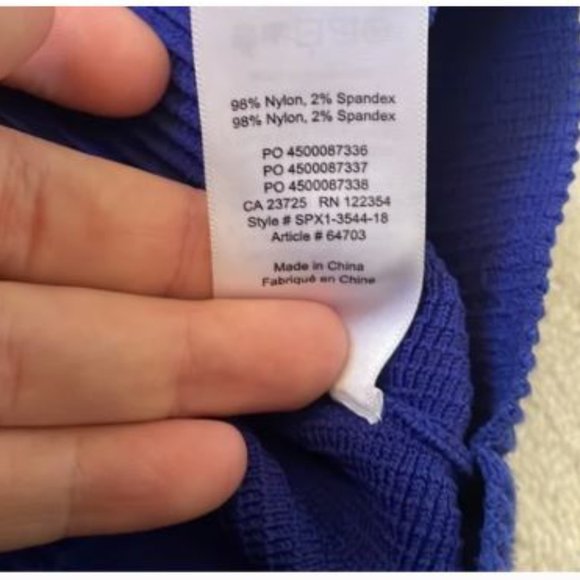 98% Nylon, 2% Spandex
98% Nylon, 2% Spandex
PO 4500087336
PO 4500087337
PO 4500087338
CA 23725 RN 122354
Style # SPX1-3544-18
Article # 64703
Made in China
Fabriqué en Chine